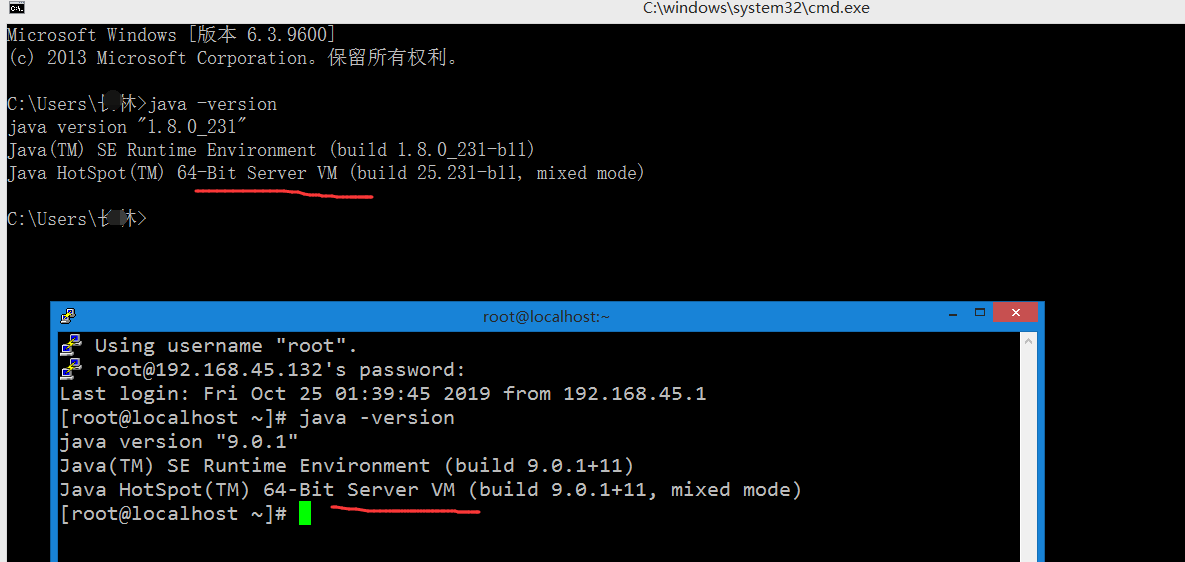 C:\windows\system32\cmd.exe
Microsoft Windows [版本 6.3.9600]
(c) 2013 Microsoft Corporation。保留所有权利。
C:\Users\长 林>java -version
java version "1.8.0_231"
Java(TM) SE Runtime Environment (build 1.8.0_231-b11)
Java HotSpot(TM) 64-Bit Server VM (build 25.231-b11, mixed mode)
C:\Users\长 林>
root@localhost:~
Using username "root".
root@192.168.45.132's password:
Last login: Fri Oct 25 01:39:45 2019 from 192.168.45.1
[root@localhost ~]# java -version
java version "9.0.1"
Java(TM) SE Runtime Environment (build 9.0.1+11)
Java HotSpot(TM) 64-Bit Server VM (build 9.0.1+11, mixed mode)
[root@localhost ~]#